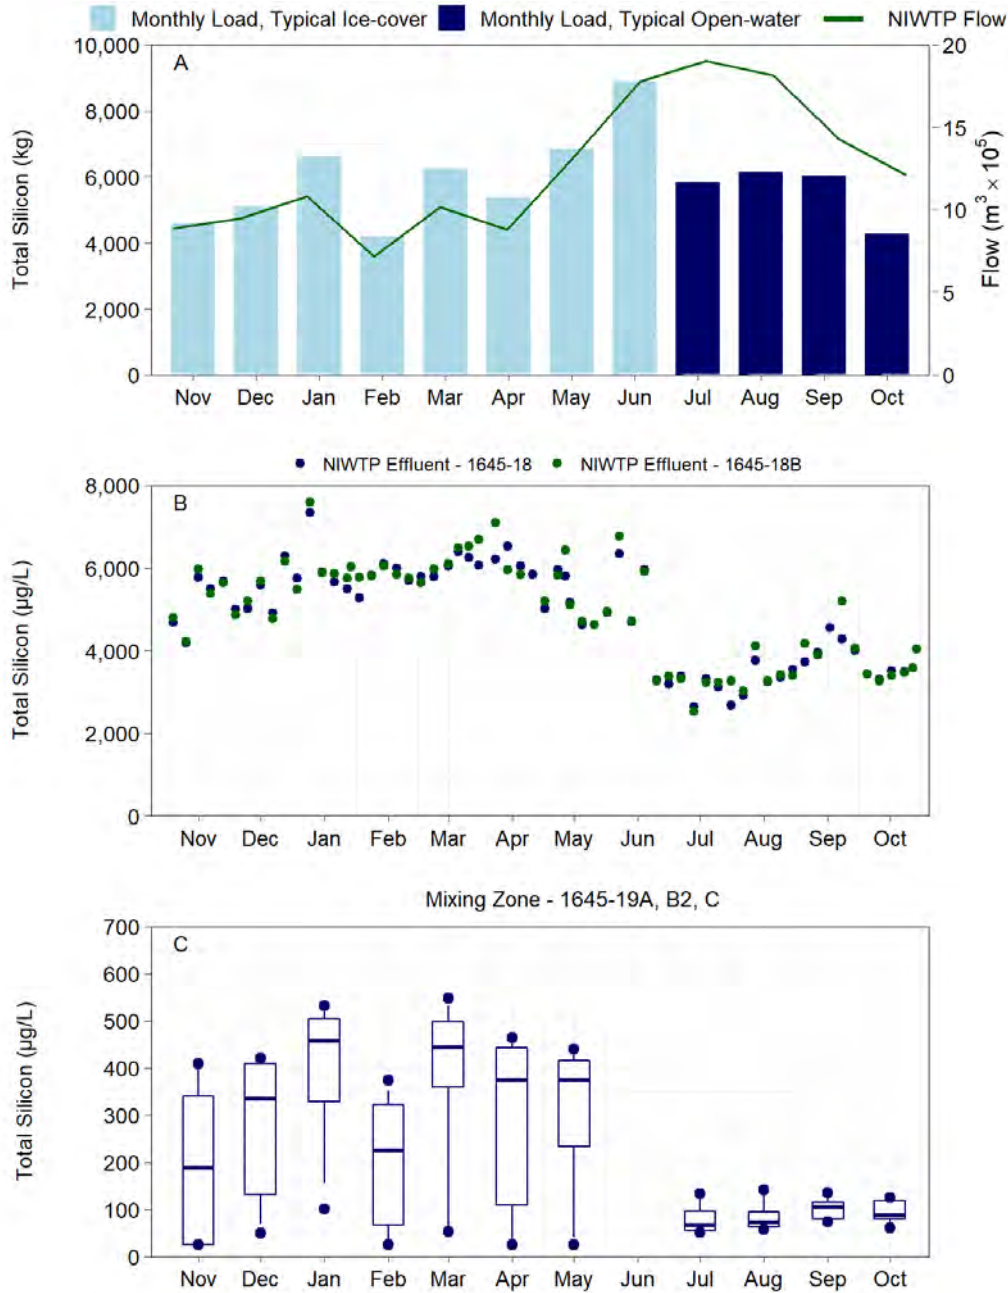 Monthly Load, Typical Ice-cover Monthly Load, Typical Open-water NIWTP Flow
A
Total Silicon (kg)
10,000
8,000
6,000
4,000
2,000
0
20
15
10
5
0
Flow (m³ × 10⁵)
Nov Dec Jan Feb Mar Apr May Jun Jul Aug Sep Oct
NIWTP Effluent - 1645-18 NIWTP Effluent - 1645-18B
B
Total Silicon (µg/L)
8,000
6,000
4,000
2,000
0
Nov Dec Jan Feb Mar Apr May Jun Jul Aug Sep Oct
Mixing Zone - 1645-19A, B2, C
C
Total Silicon (µg/L)
700
600
500
400
300
200
100
0
Nov Dec Jan Feb Mar Apr May Jun Jul Aug Sep Oct